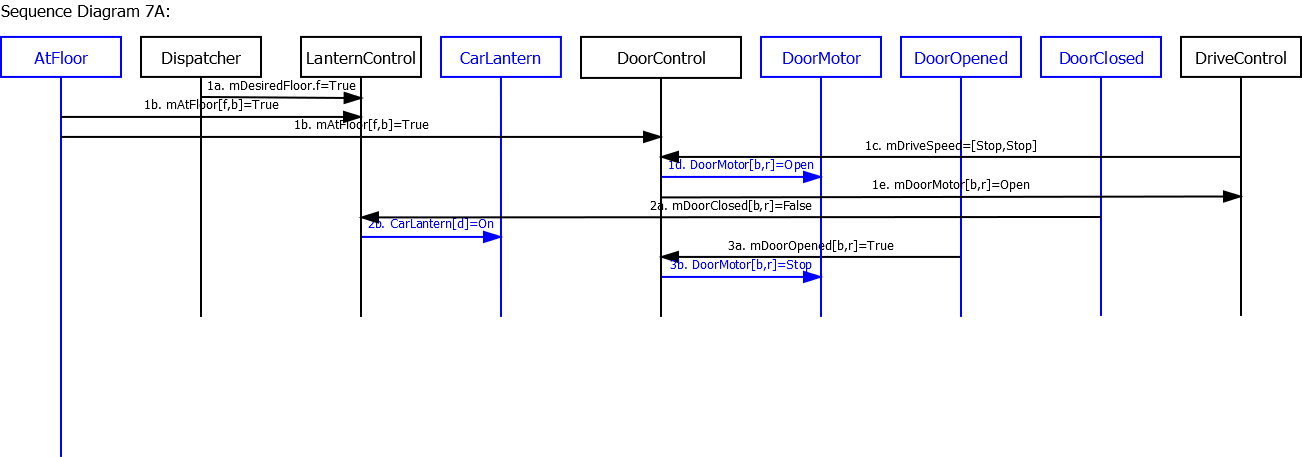 Sequence Diagram 7A:
AtFloor
Dispatcher
LanternControl
CarLantern
DoorControl
DoorMotor
DoorOpened
DoorClosed
DriveControl
1a. mDesiredFloor.f=True
1b. mAtFloor[f,b]=True
1b. mAtFloor[f,b]=True
1c. mDriveSpeed=[Stop,Stop]
1d. DoorMotor[b,r]=Open
1e. mDoorMotor[b,r]=Open
2a. mDoorClosed[b,r]=False
2b. CarLantern[d]=On
3a. mDoorOpened[b,r]=True
3b. DoorMotor[b,r]=Stop